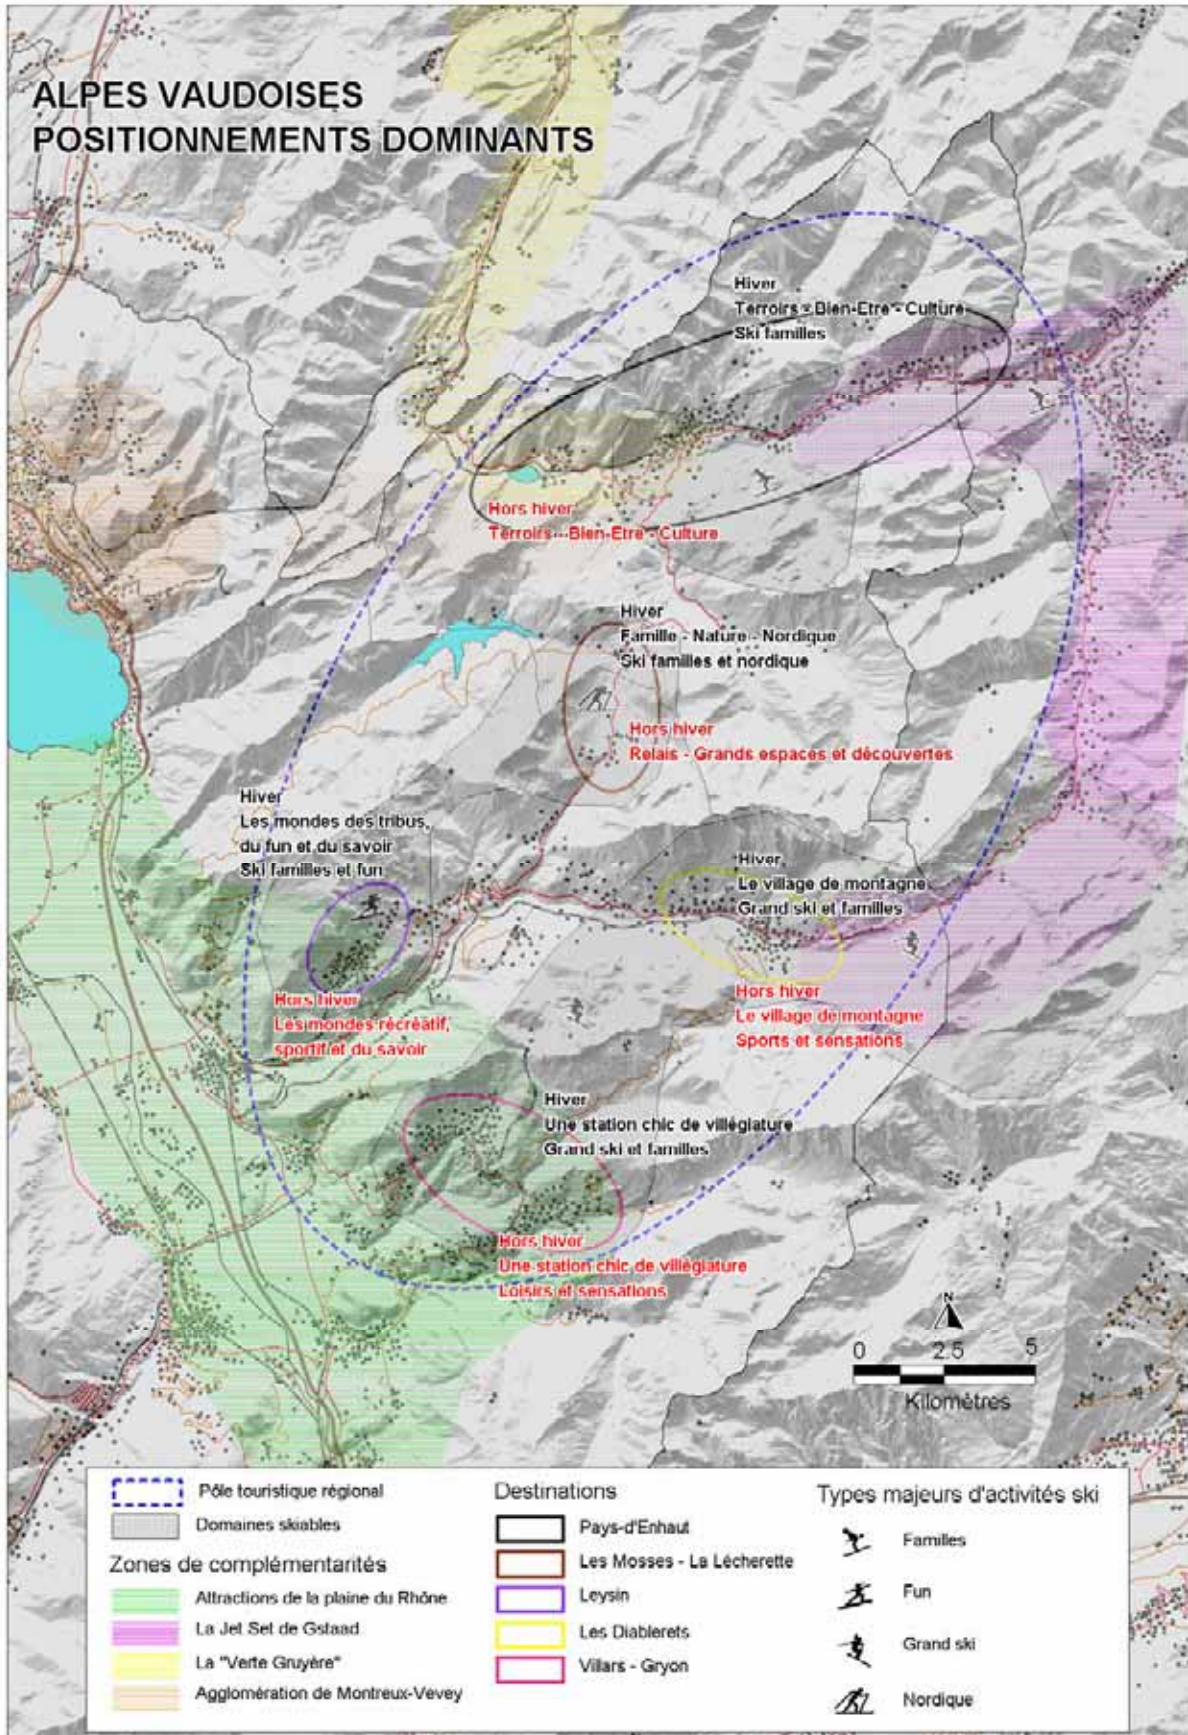 ALPES VAUDOISES
POSITIONNEMENTS DOMINANTS
Hiver
Terroirs - Bien-Etre - Culture
Ski familles
Hors hiver
Terroirs - Bien-Etre - Culture
Hiver
Famille - Nature - Nordique
Ski familles et nordique
Hors hiver
Relais - Grands espaces et découvertes
Hiver
Les mondes des tribus,
du fun et du savoir
Ski familles et fun
Hiver
Le village de montagne
Grand ski et familles
Hors hiver
Les mondes récréatif,
sportif et du savoir
Hors hiver
Le village de montagne
Sports et sensations
Hiver
Une station chic de villégiature
Grand ski et familles
Hors hiver
Une station chic de villégiature
Loisirs et sensations
N
0 2.5 5
Kilomètres
Pôle touristique régional
Domaines skiables
Zones de complémentarités
Attractions de la plaine du Rhône
La Jet Set de Gstaad
La "Verte Gruyère"
Agglomération de Montreux-Vevey
Destinations
Pays-d'Enhaut
Les Mosses - La Lécherette
Leysin
Les Diablerets
Villars - Gryon
Types majeurs d'activités ski
Familles
Fun
Grand ski
Nordique